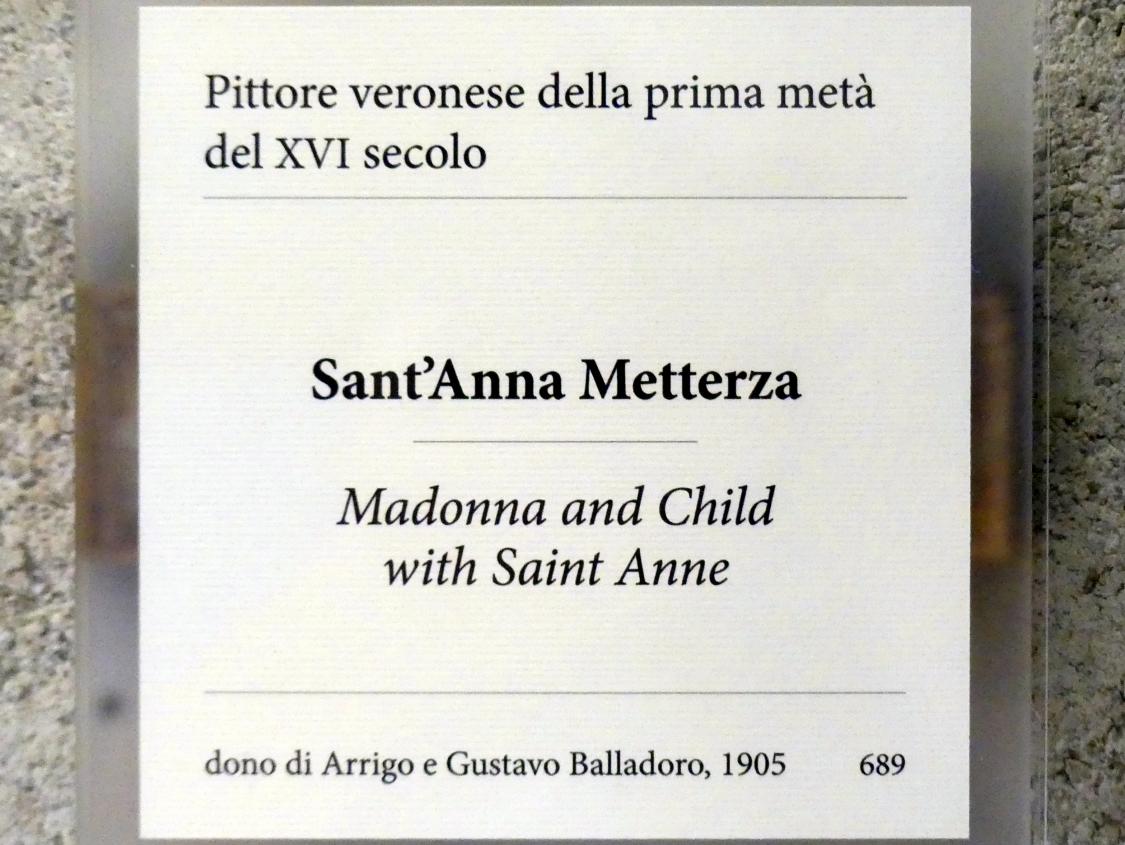 Pittore veronese della prima metà
del XVI secolo
Sant’Anna Metterza
Madonna and Child
with Saint Anne
dono di Arrigo e Gustavo Balladoro, 1905 689